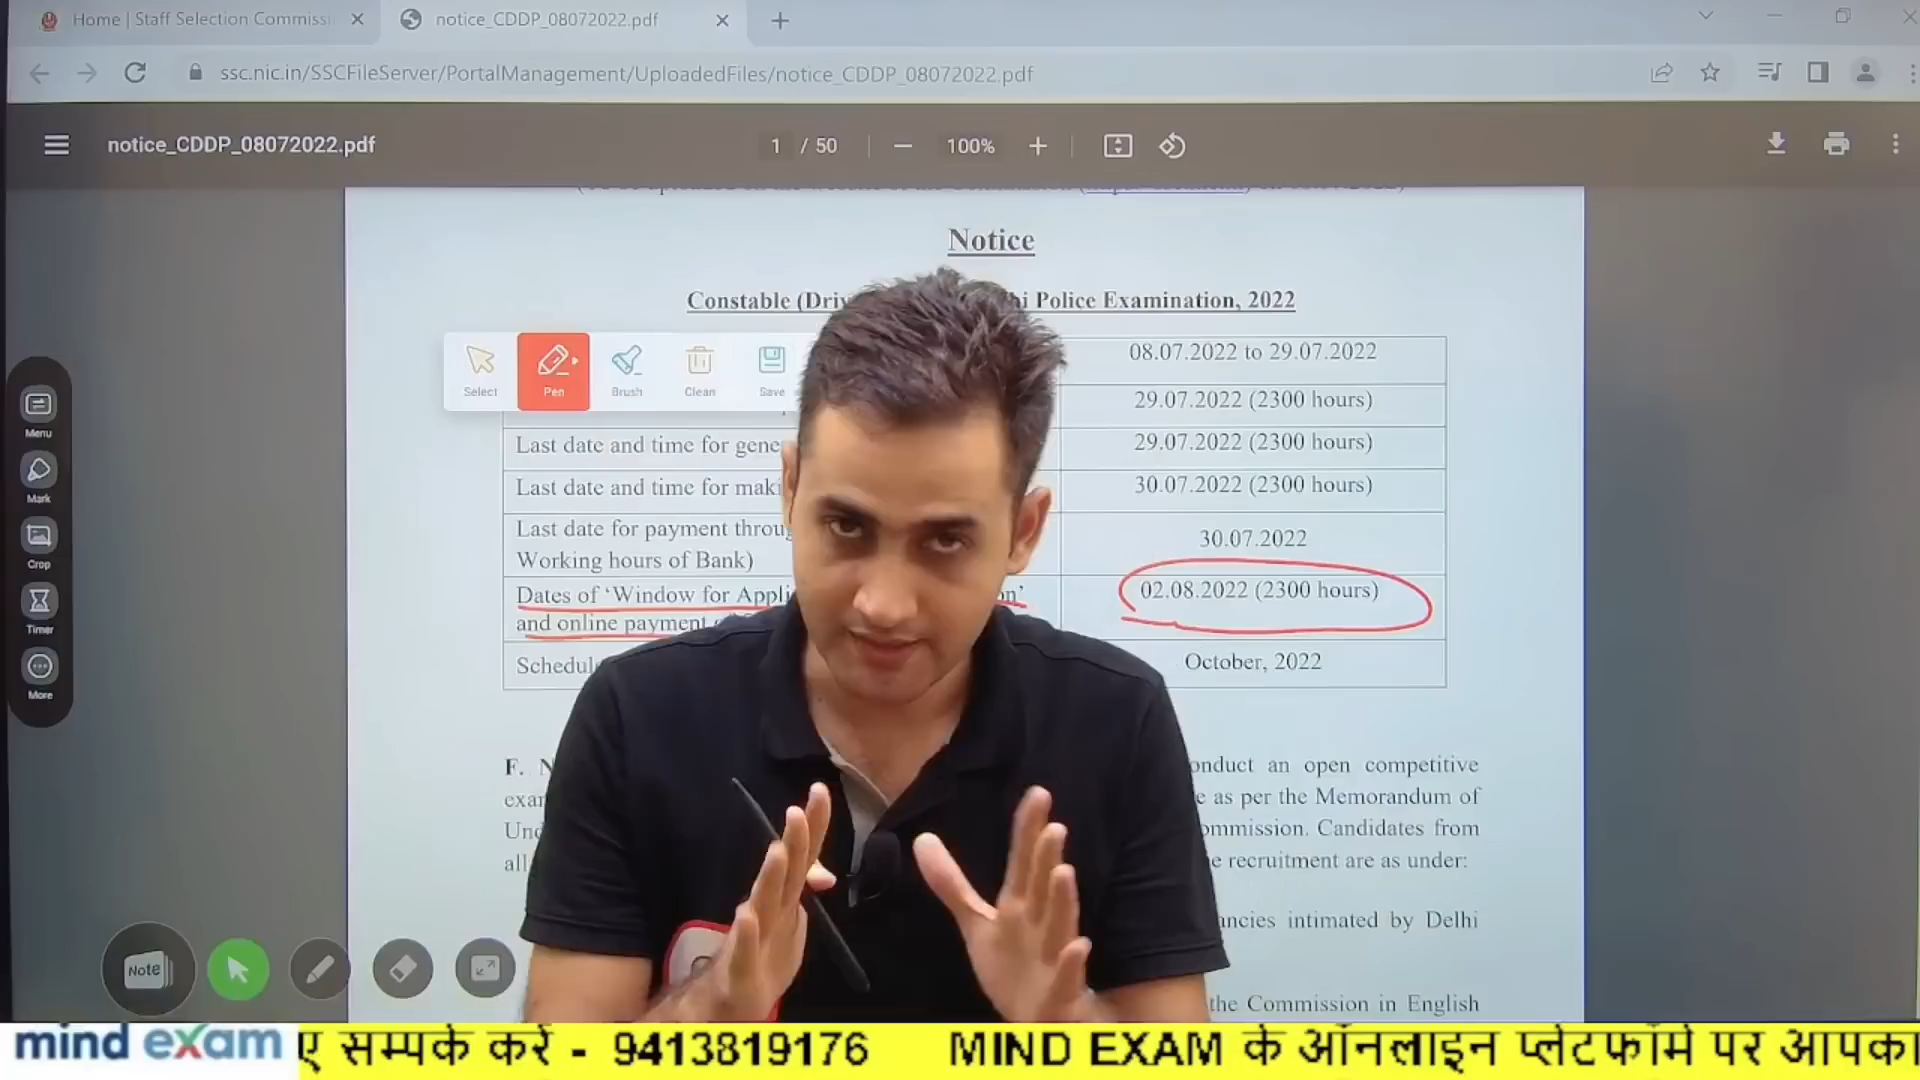 Home | Staff Selection Commissi
notice_CDDP_08072022.pdf
ssc.nic.in/SSCFileServer/PortalManagement/UploadedFiles/notice_CDDP_08072022.pdf
notice_CDDP_08072022.pdf
1 / 50
100%
Notice
Constable (Driv
i Police Examination, 2022
Select
Pen
Brush
Clean
Save
08.07.2022 to 29.07.2022
29.07.2022 (2300 hours)
Last date and time for gene
29.07.2022 (2300 hours)
Last date and time for maki
30.07.2022 (2300 hours)
Last date for payment throug
Working hours of Bank)
30.07.2022
Dates of ‘Window for Appli
on’
and online payment
02.08.2022 (2300 hours)
Schedul
October, 2022
F. N
onduct an open competitive
exam
e as per the Memorandum of
Und
ommission. Candidates from
all
e recruitment are as under:
ancies intimated by Delhi
the Commission in English
Menu
Mark
Crop
Timer
More
Note
mind exam
ए सम्पर्क करें - 9413819176 MIND EXAM के ऑनलाइन प्लेटफॉर्म पर आपका